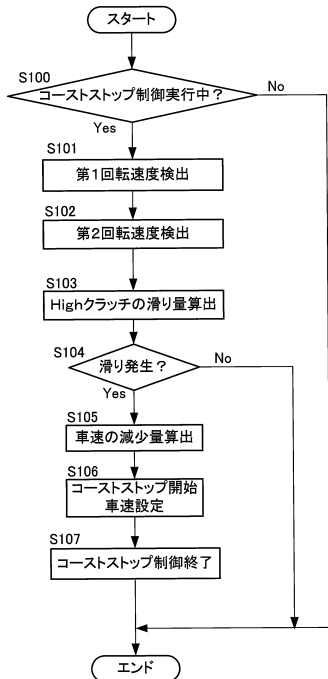 スタート
S100
コーストストップ制御実行中？
No
Yes
S101
第1回転速度検出
S102
第2回転速度検出
S103
Highクラッチの滑り量算出
S104
滑り発生？
No
Yes
S105
車速の減少量算出
S106
コーストストップ開始
車速設定
S107
コーストストップ制御終了
エンド